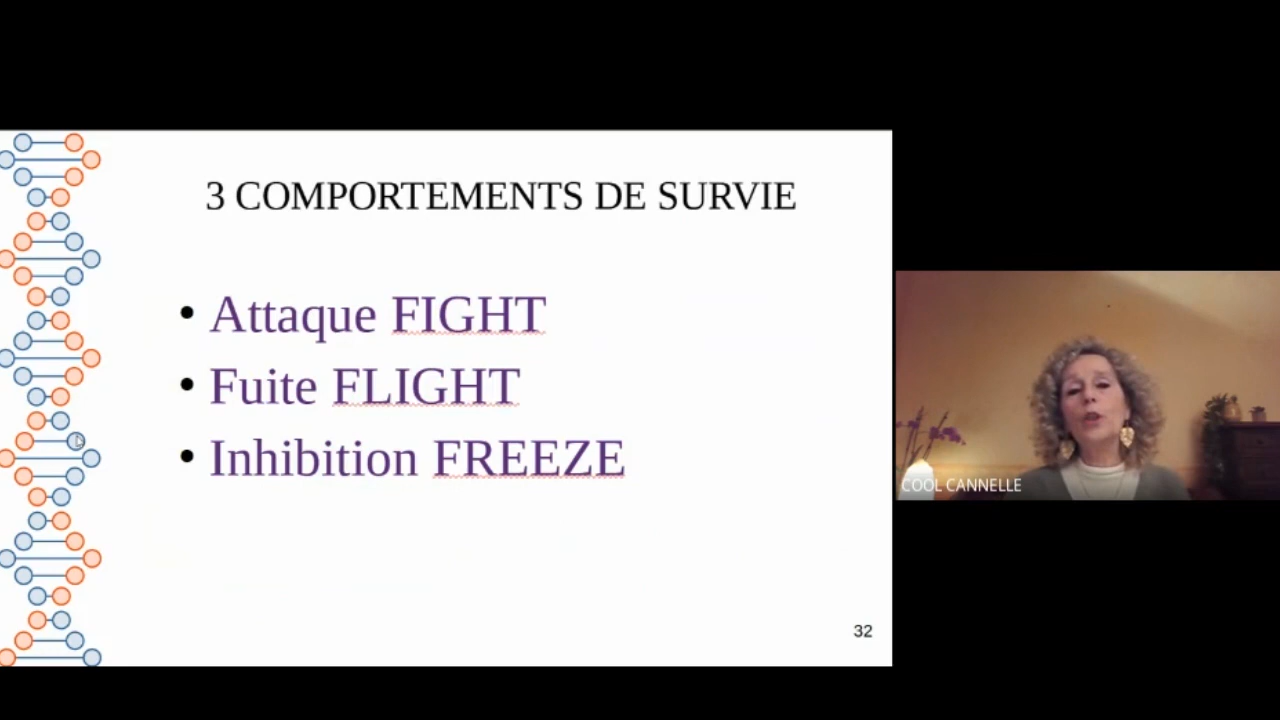 3 COMPORTEMENTS DE SURVIE
• Attaque FIGHT
• Fuite FLIGHT
• Inhibition FREEZE
32
COOL CANNELLE